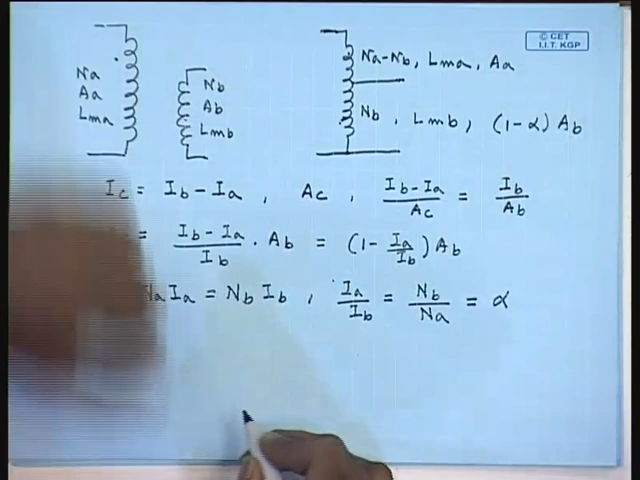 © CET
I.I.T. KGP
Na
Aa
Lma
Nb
Ab
Lmb
Na-Nb, Lma, Aa
Nb, Lmb, (1-α) Ab
Ic = Ib - Ia, Ac, (Ib - Ia)/Ac = Ib/Ab
= (Ib - Ia)/Ib . Ab = (1 - Ia/Ib) Ab
Na Ia = Nb Ib, Ia/Ib = Nb/Na = α